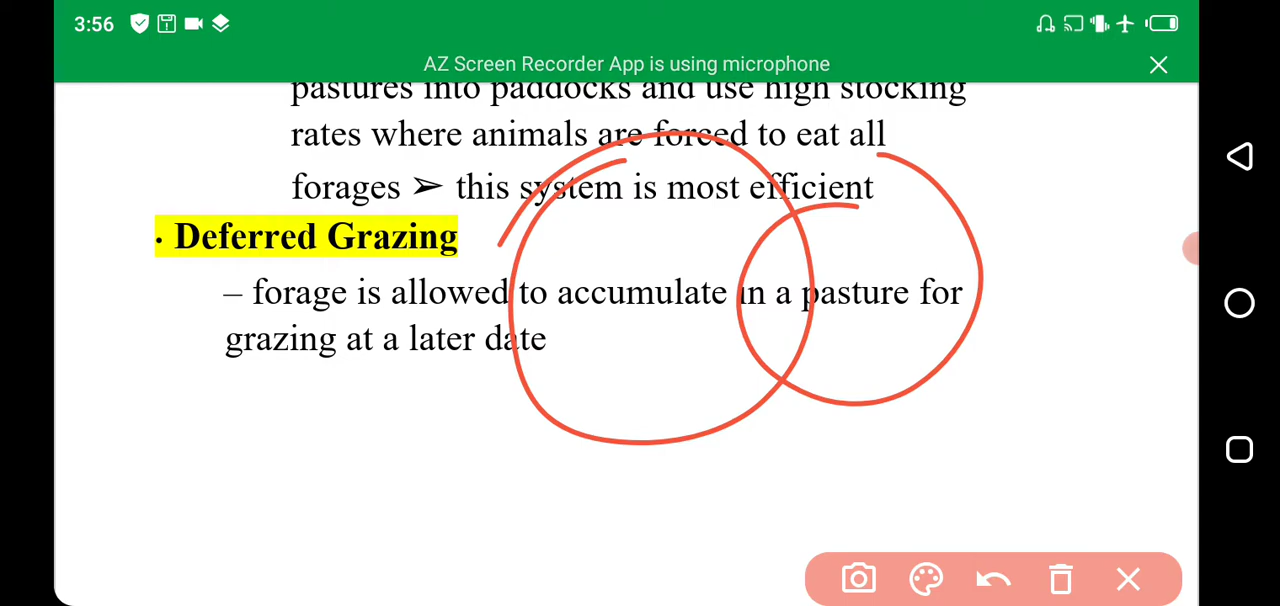 3:56
AZ Screen Recorder App is using microphone
pastures into paddocks and use high stocking
rates where animals are forced to eat all
forages ➢ this system is most efficient
· Deferred Grazing
– forage is allowed to accumulate in a pasture for
grazing at a later date